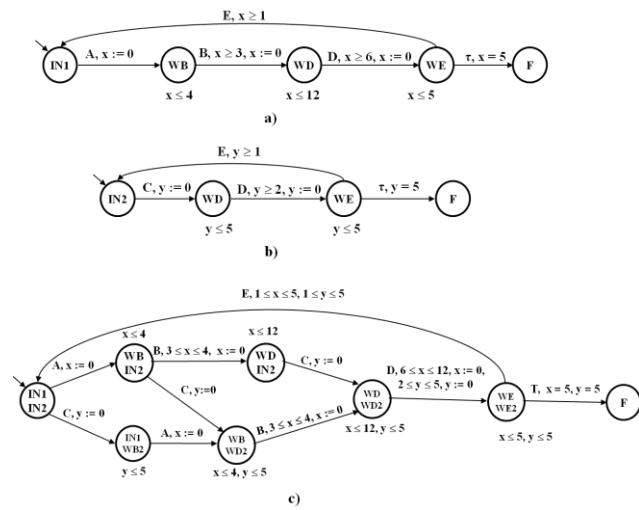 E, x ≥ 1
A, x := 0
B, x ≥ 3, x := 0
D, x ≥ 6, x := 0
τ, x = 5
IN1
WB
WD
WE
F
x ≤ 4
x ≤ 12
x ≤ 5
a)
E, y ≥ 1
C, y := 0
D, y ≥ 2, y := 0
τ, y = 5
IN2
WD
WE
F
y ≤ 5
y ≤ 5
b)
E, 1 ≤ x ≤ 5, 1 ≤ y ≤ 5
x ≤ 4
x ≤ 12
A, x := 0
WB
IN2
B, 3 ≤ x ≤ 4, x := 0
WD
IN2
C, y := 0
D, 6 ≤ x ≤ 12, x := 0,
2 ≤ y ≤ 5, y := 0
T, x = 5, y = 5
IN1
IN2
C, y:=0
WD
WD2
WE
WE2
F
C, y := 0
x ≤ 12, y ≤ 5
x ≤ 5, y ≤ 5
IN1
WB2
A, x := 0
WB
WD2
B, 3 ≤ x ≤ 4, x := 0
y ≤ 5
x ≤ 4, y ≤ 5
c)